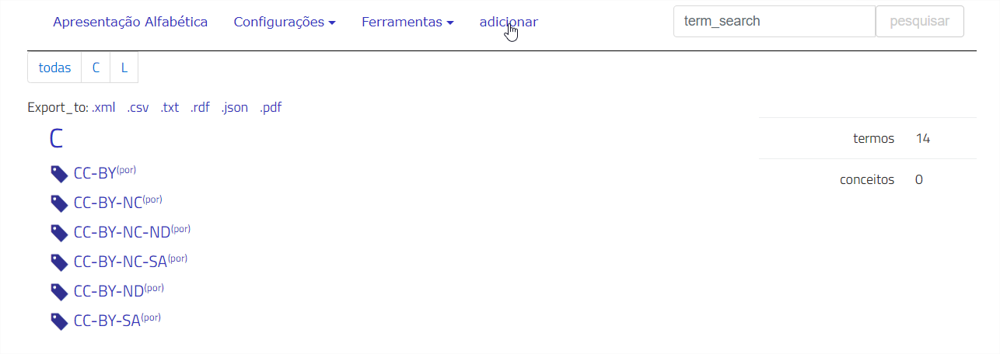 Apresentação Alfabética Configurações Ferramentas adicionar term_search pesquisar
todas C L
Export_to: .xml .csv .txt .rdf .json .pdf
C
termos 14
CC-BY(por)
conceitos 0
CC-BY-NC(por)
CC-BY-NC-ND(por)
CC-BY-NC-SA(por)
CC-BY-ND(por)
CC-BY-SA(por)